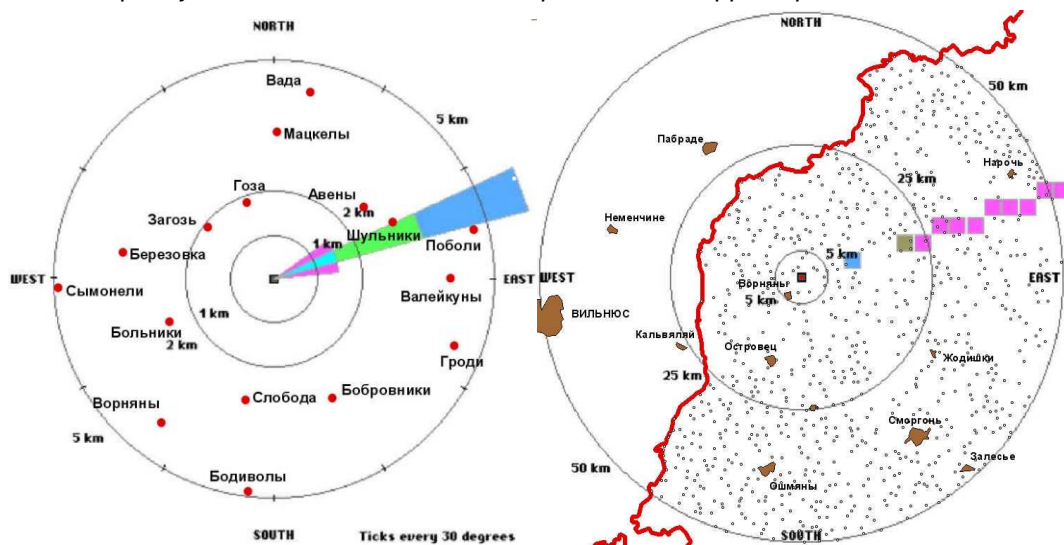 NORTH
Вада
5 km
Мацкелы
Гоза
Авены
2 km
Загозь
Шульники
1 km
Поболи
Березовка
WEST
EAST
Сымонели
Валейкуны
1 km
Больники
2 km
Гроди
Слобода
Бобровники
Ворняны
5 km
Бодиволы
SOUTH
Ticks every 30 degrees
NORTH
50 km
Пабраде
25 km
Нарочь
Неменчине
5 km
WEST
EAST
Ворняны
5 km
ВИЛЬНЮС
Кальвяляй
Островец
Жодишки
25 km
Сморгонь
Залесье
50 km
Ошмяны
SOUTH